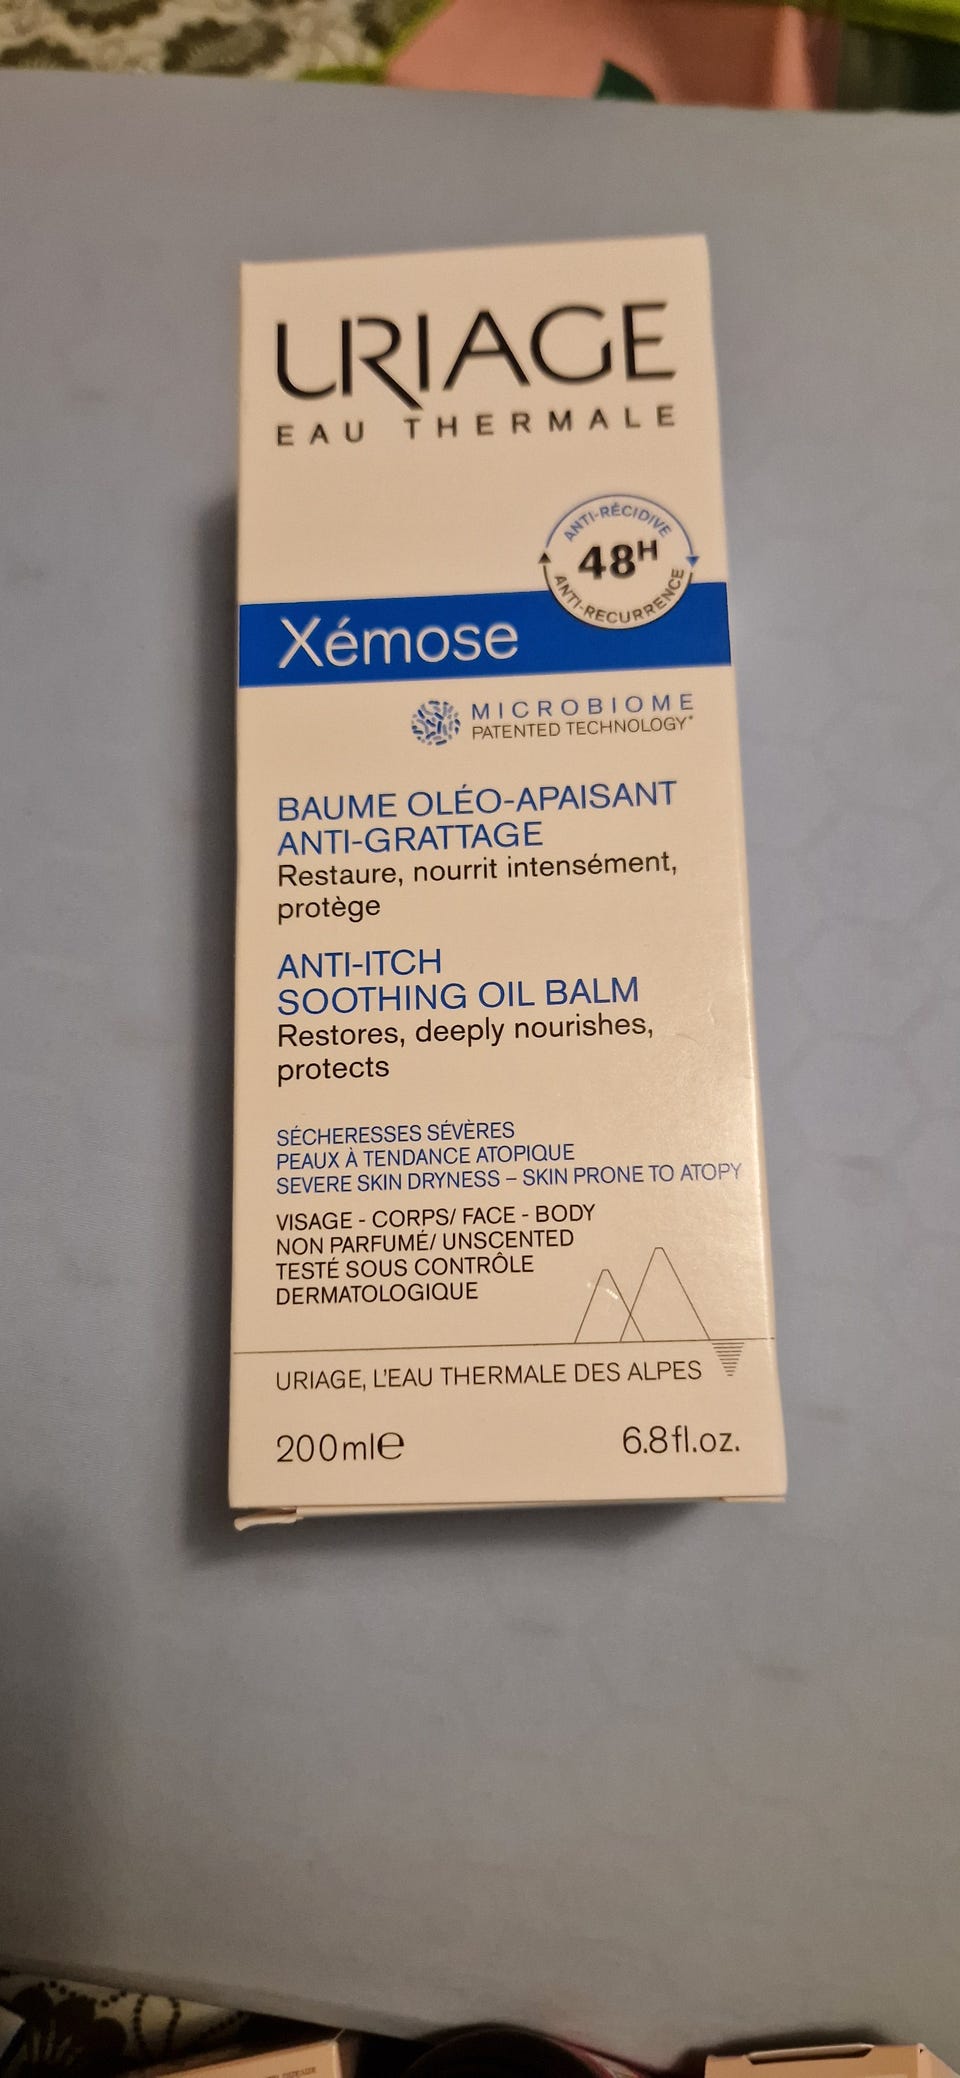 URIAGE
EAU THERMALE
ANTI-RÉCIDIVE
48H
ANTI-RECURRENCE
Xémose
MICROBIOME
PATENTED TECHNOLOGY*
BAUME OLÉO-APAISANT
ANTI-GRATTAGE
Restaure, nourrit intensément,
protège
ANTI-ITCH
SOOTHING OIL BALM
Restores, deeply nourishes,
protects
SÉCHERESSES SÉVÈRES
PEAUX À TENDANCE ATOPIQUE
SEVERE SKIN DRYNESS – SKIN PRONE TO ATOPY
VISAGE - CORPS/ FACE - BODY
NON PARFUMÉ/ UNSCENTED
TESTÉ SOUS CONTRÔLE
DERMATOLOGIQUE
URIAGE, L'EAU THERMALE DES ALPES
200ml℮ 6.8fl.oz.